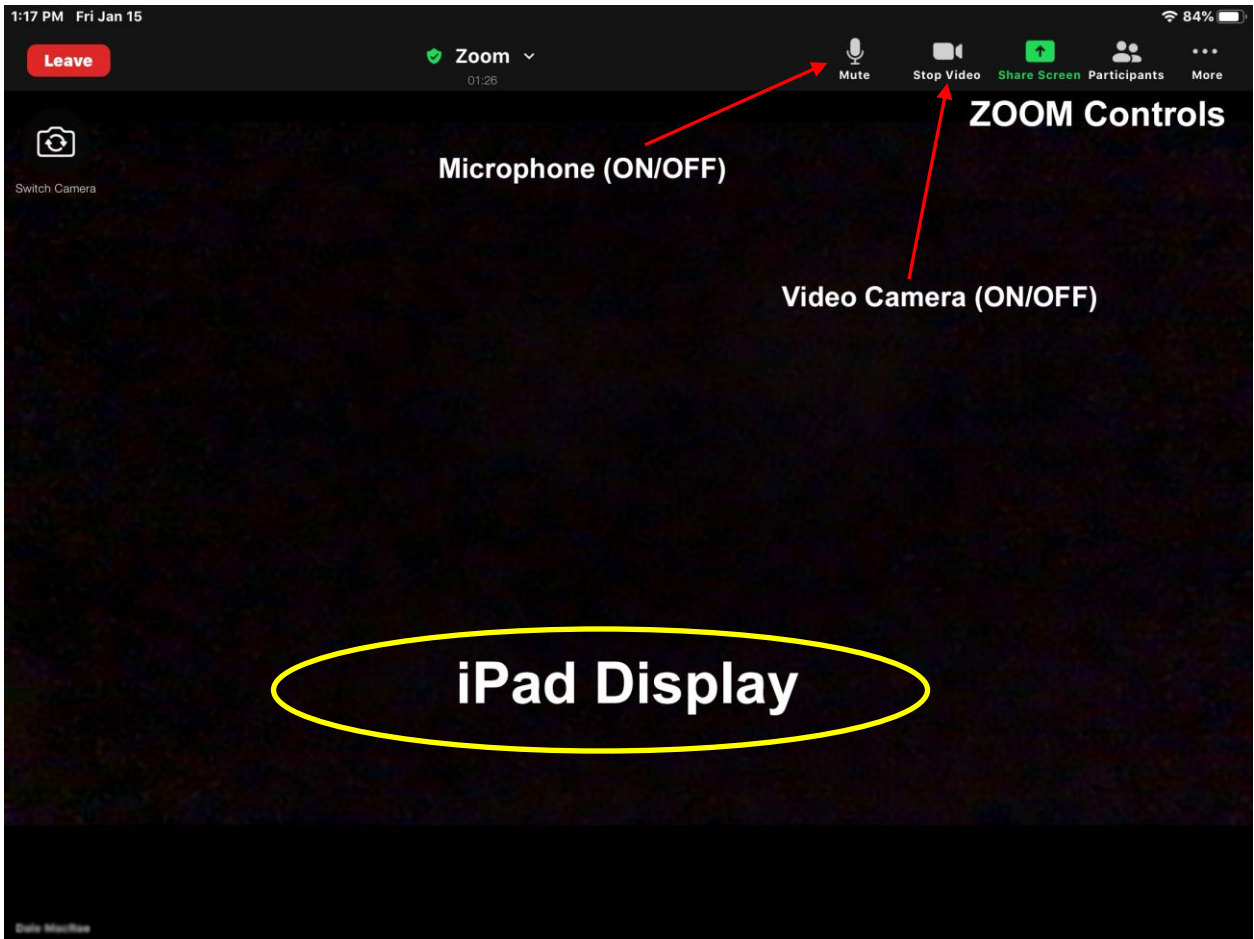 1:17 PM Fri Jan 15
84%
Leave
Zoom
01:26
Mute
Stop Video
Share Screen
Participants
More
ZOOM Controls
Switch Camera
Microphone (ON/OFF)
Video Camera (ON/OFF)
iPad Display